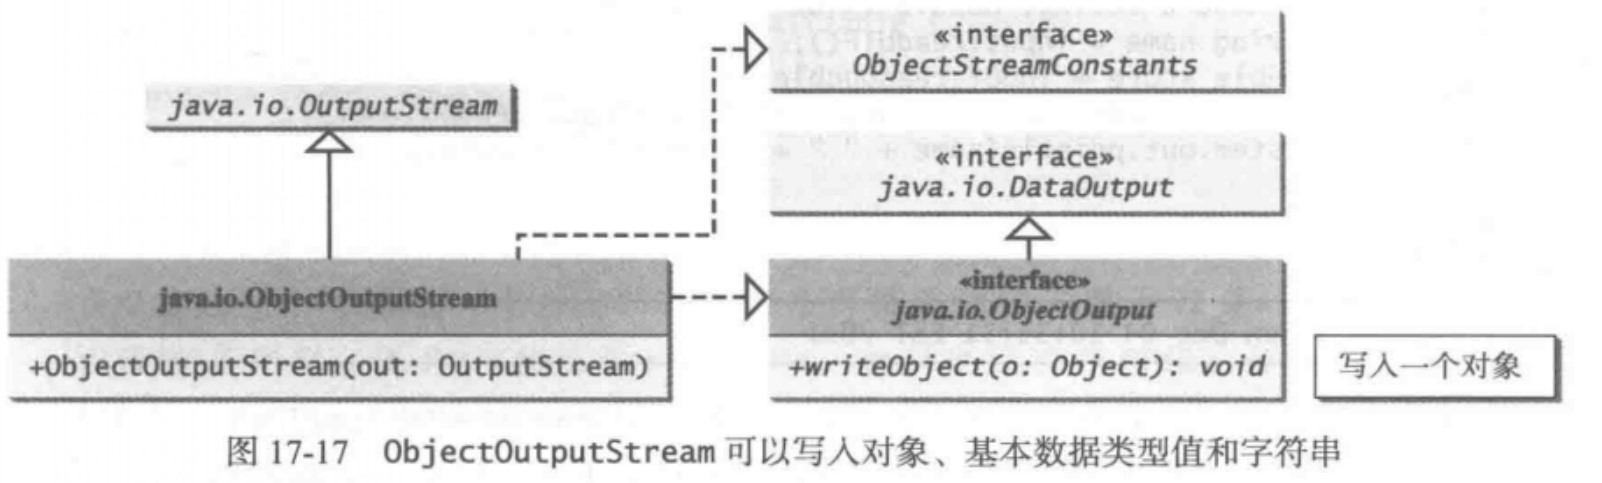 «interface»
ObjectStreamConstants
java.io.OutputStream
«interface»
java.io.DataOutput
java.io.ObjectOutputStream
+ObjectOutputStream(out: OutputStream)
«interface»
java.io.ObjectOutput
+writeObject(o: Object): void
写入一个对象
图 17-17 ObjectOutputStream 可以写入对象、基本数据类型值和字符串